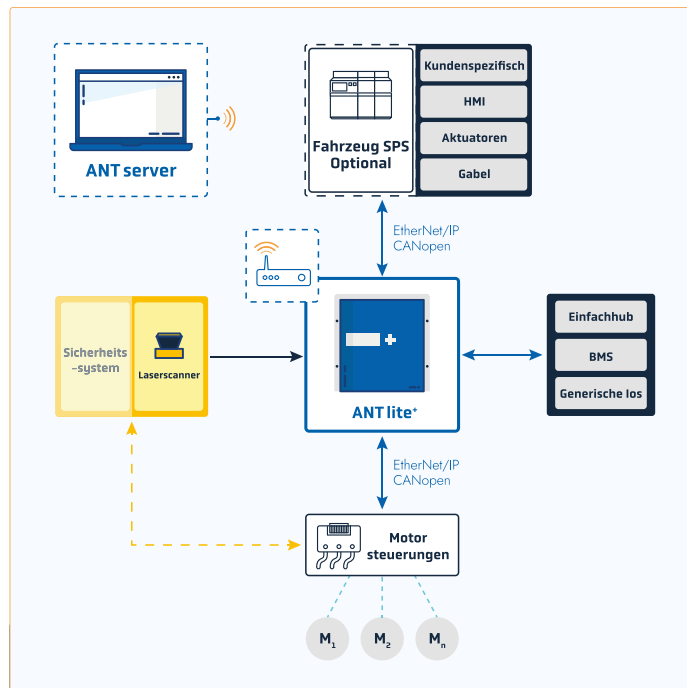 ANT server
Fahrzeug SPS
Optional
Kundenspezifisch
HMI
Aktuatoren
Gabel
EtherNet/IP
CANopen
Sicherheits
-system
Laserscanner
ANT lite+
Einfachhub
BMS
Generische Ios
EtherNet/IP
CANopen
Motor
steuerungen
M1
M2
Mn